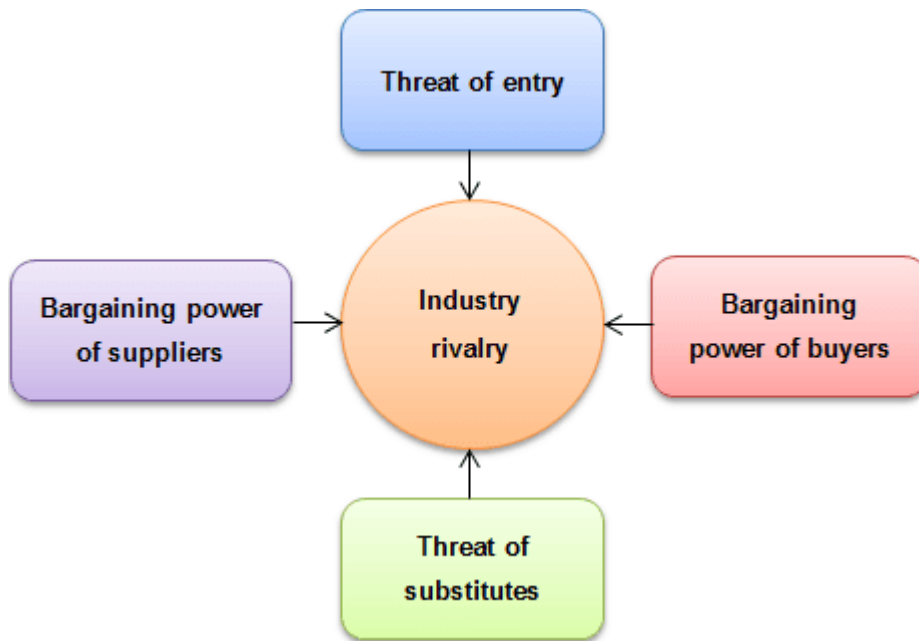 Threat of entry
Bargaining power
of suppliers
Industry
rivalry
Bargaining
power of buyers
Threat of
substitutes